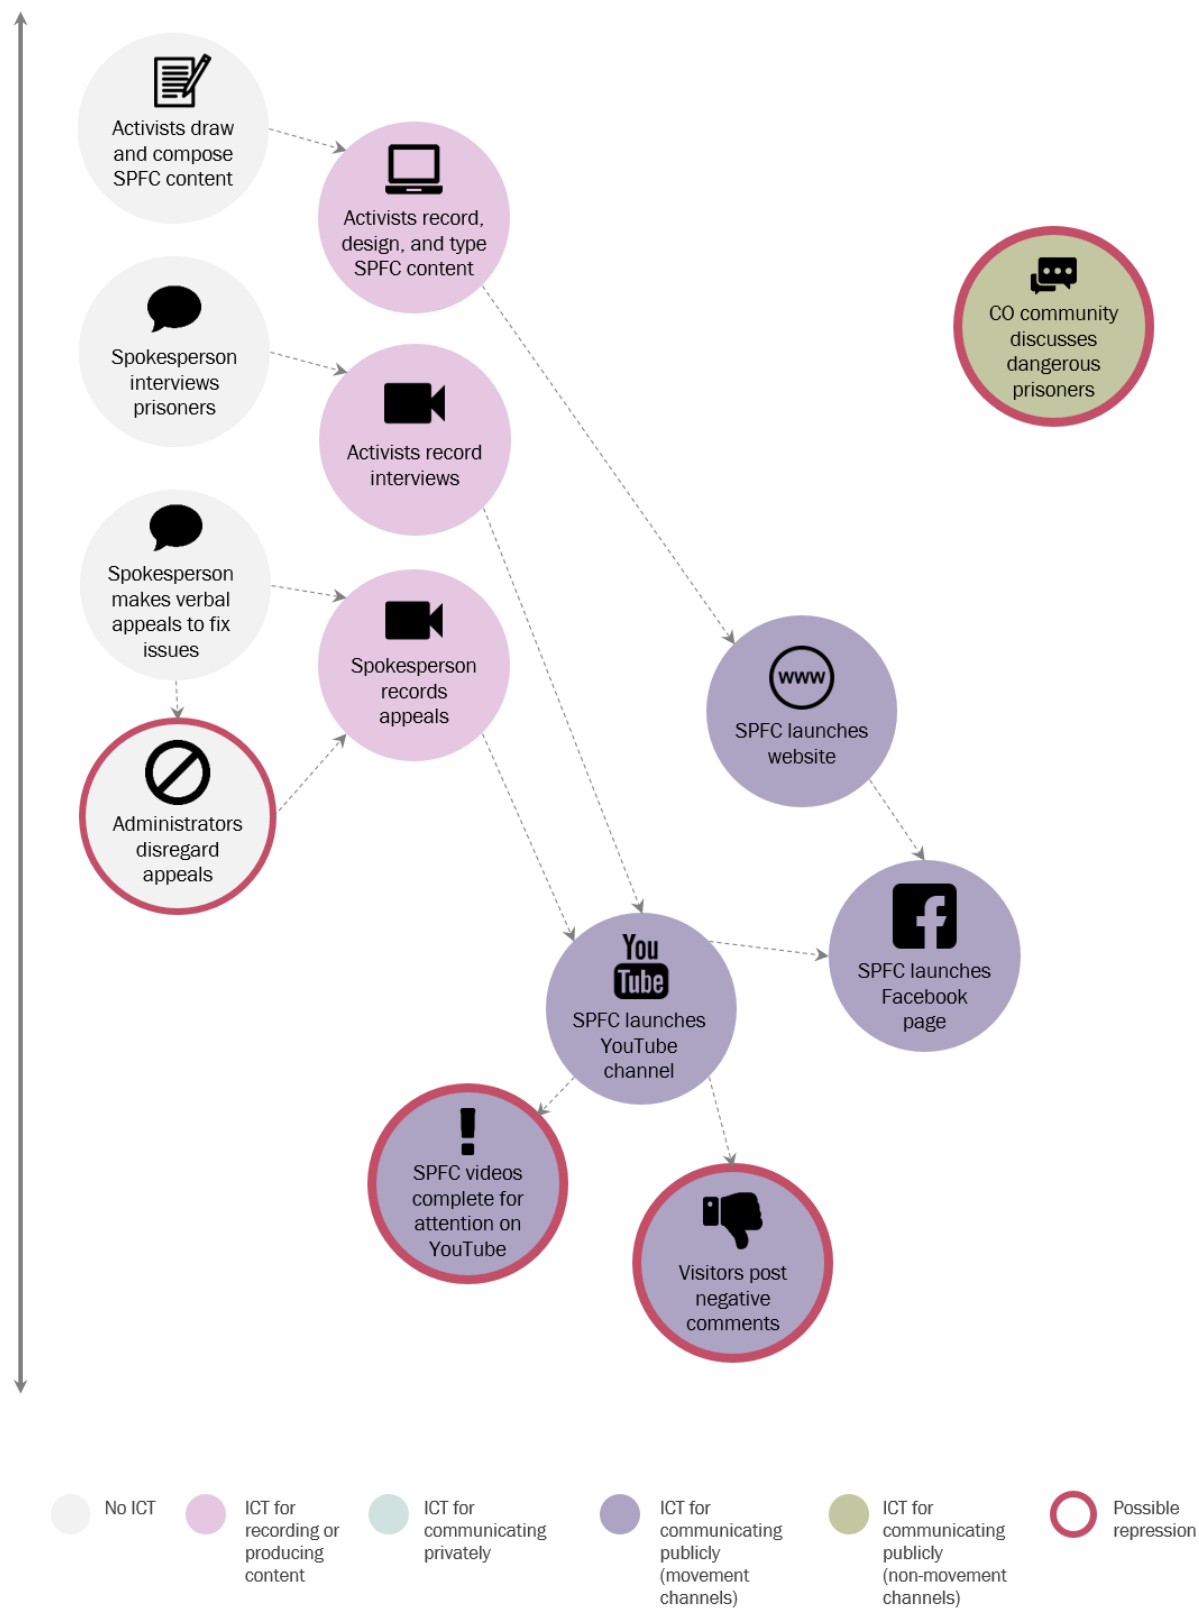 Activists draw
and compose
SPFC content
Activists record,
design, and type
SPFC content
CO community
discusses
dangerous
prisoners
Spokesperson
interviews
prisoners
Activists record
interviews
Spokesperson
makes verbal
appeals to fix
issues
Spokesperson
records
appeals
www
SPFC launches
website
Administrators
disregard
appeals
You
Tube
SPFC launches
YouTube
channel
f
SPFC launches
Facebook
page
SPFC videos
complete for
attention on
YouTube
Visitors post
negative
comments
No ICT
ICT for
recording or
producing
content
ICT for
communicating
privately
ICT for
communicating
publicly
(movement
channels)
ICT for
communicating
publicly
(non-movement
channels)
Possible
repression